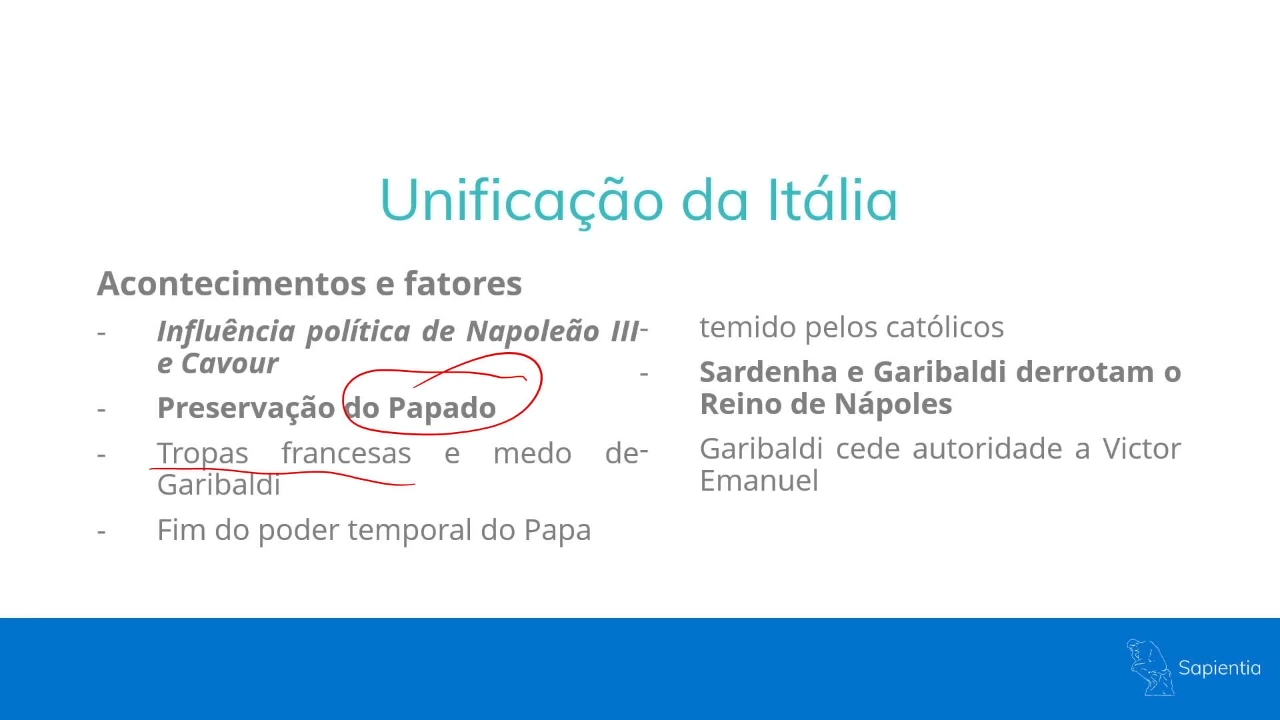 Unificação da Itália
Acontecimentos e fatores
- Influência política de Napoleão III
e Cavour
- Preservação do Papado
- Tropas francesas e medo de
Garibaldi
- Fim do poder temporal do Papa
- temido pelos católicos
- Sardenha e Garibaldi derrotam o
Reino de Nápoles
- Garibaldi cede autoridade a Victor
Emanuel
Sapientia